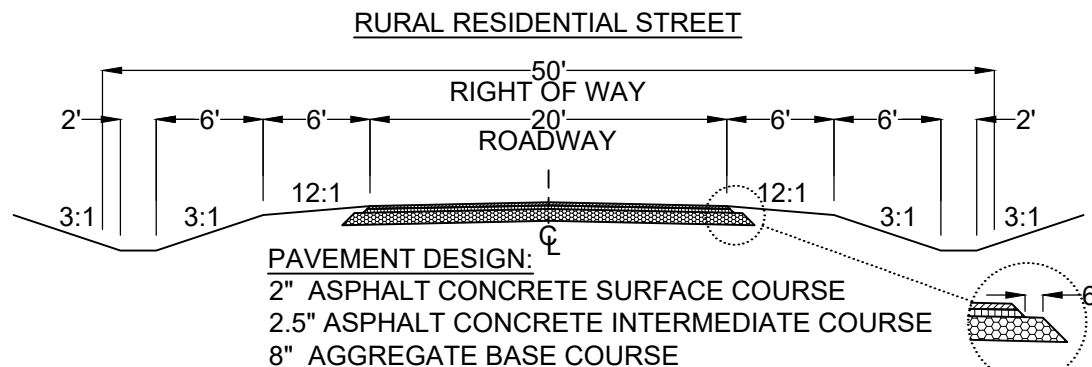 RURAL RESIDENTIAL STREET
50'
RIGHT OF WAY
2' 6' 6' 20' 6' 6' 2'
ROADWAY
12:1 12:1
3:1 3:1 3:1 3:1
℄
PAVEMENT DESIGN:
2" ASPHALT CONCRETE SURFACE COURSE
2.5" ASPHALT CONCRETE INTERMEDIATE COURSE
8" AGGREGATE BASE COURSE
6